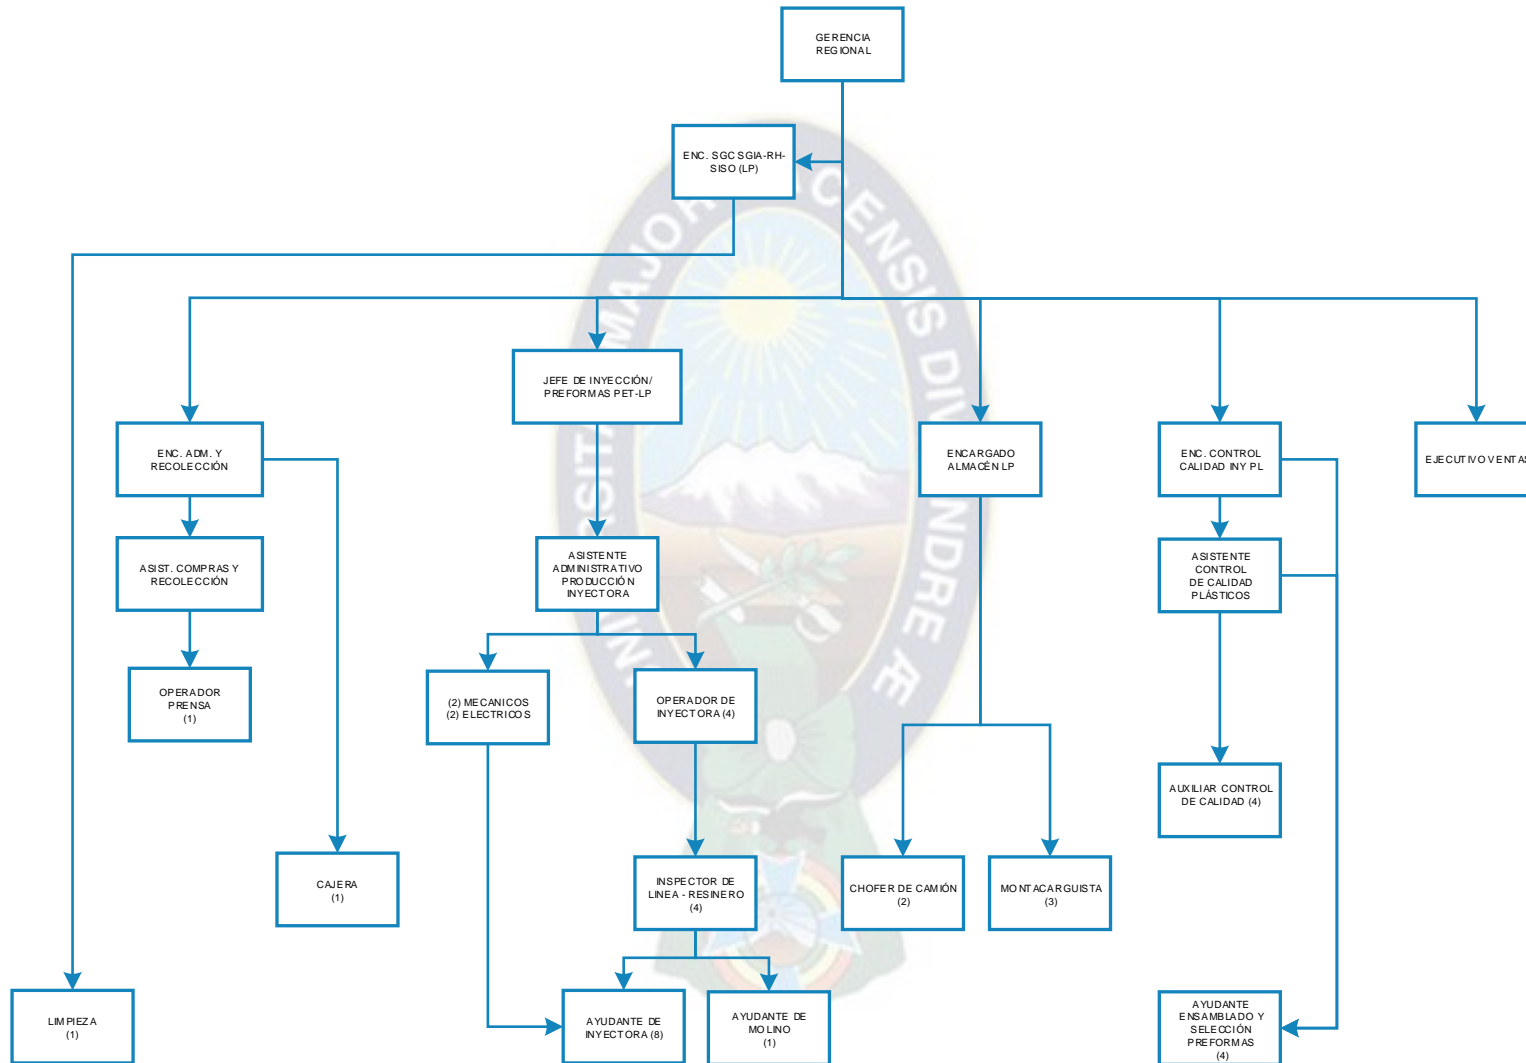 GERENCIA
REGIONAL
ENC. SGC SGIA-RH-
SISO (LP)
JEFE DE INYECCIÓN/
PREFORMAS PET-LP
ENC. ADM. Y
RECOLECCIÓN
ENCARGADO
ALMACÉN LP
ENC. CONTROL
CALIDAD INY PL
EJECUTIVO VENTAS
ASIST. COMPRAS Y
RECOLECCIÓN
ASISTENTE
ADMINISTRATIVO
PRODUCCIÓN
INYECTORA
ASISTENTE
CONTROL
DE CALIDAD
PLÁSTICOS
OPERADOR
PRENSA
(1)
(2) MECANICOS
(2) ELECTRICOS
OPERADOR DE
INYECTORA (4)
AUXILIAR CONTROL
DE CALIDAD (4)
CAJERA
(1)
INSPECTOR DE
LINEA - RESINERO
(4)
CHOFER DE CAMIÓN
(2)
MONTACARGUISTA
(3)
LIMPIEZA
(1)
AYUDANTE DE
INYECTORA (8)
AYUDANTE DE
MOLINO
(1)
AYUDANTE
ENSAMBLADO Y
SELECCIÓN
PREFORMAS
(4)